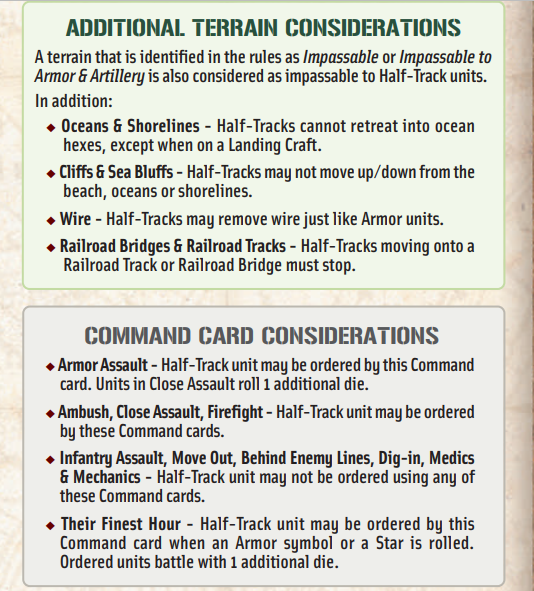 ADDITIONAL TERRAIN CONSIDERATIONS
A terrain that is identified in the rules as Impassable or Impassable to
Armor & Artillery is also considered as impassable to Half-Track units.
In addition:
◆ Oceans & Shorelines - Half-Tracks cannot retreat into ocean
hexes, except when on a Landing Craft.
◆ Cliffs & Sea Bluffs - Half-Tracks may not move up/down from the
beach, oceans or shorelines.
◆ Wire - Half-Tracks may remove wire just like Armor units.
◆ Railroad Bridges & Railroad Tracks - Half-Tracks moving onto a
Railroad Track or Railroad Bridge must stop.
COMMAND CARD CONSIDERATIONS
◆ Armor Assault - Half-Track unit may be ordered by this Command
card. Units in Close Assault roll 1 additional die.
◆ Ambush, Close Assault, Firefight - Half-Track unit may be ordered
by these Command cards.
◆ Infantry Assault, Move Out, Behind Enemy Lines, Dig-in, Medics
& Mechanics - Half-Track unit may not be ordered using any of
these Command cards.
◆ Their Finest Hour - Half-Track unit may be ordered by this
Command card when an Armor symbol or a Star is rolled.
Ordered units battle with 1 additional die.